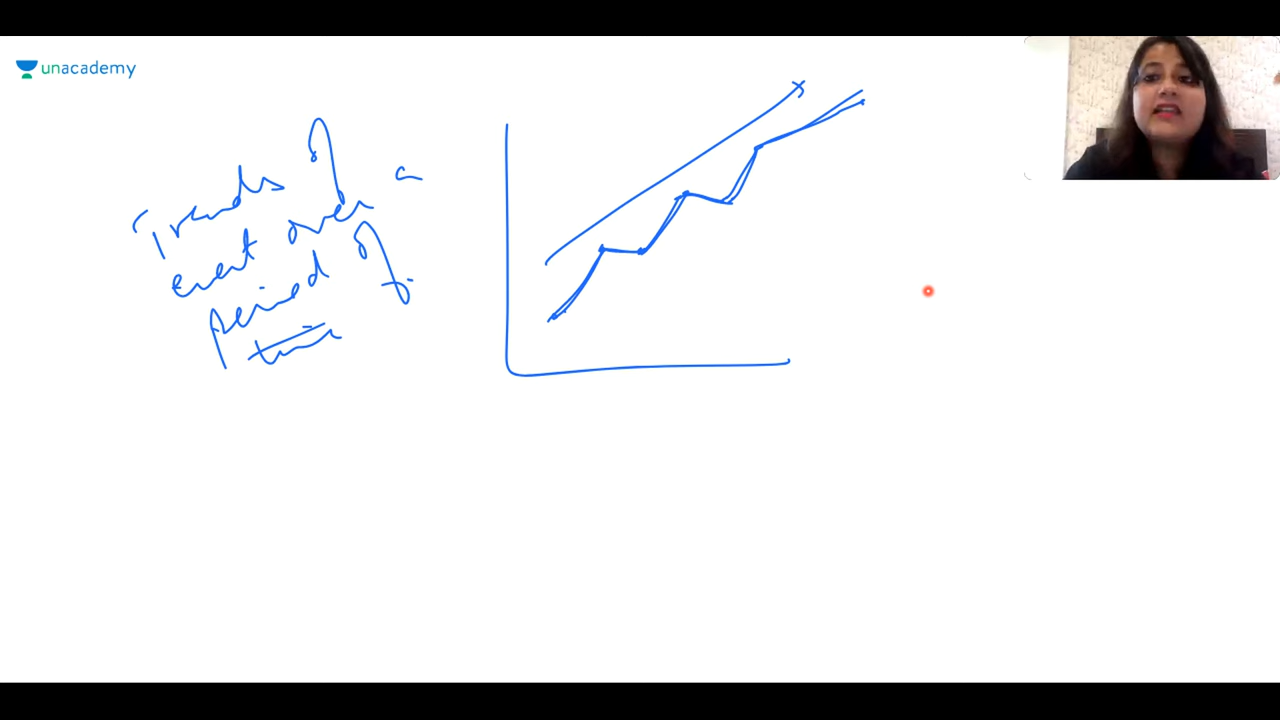 unacademy
Trends of
event over a
period of
time